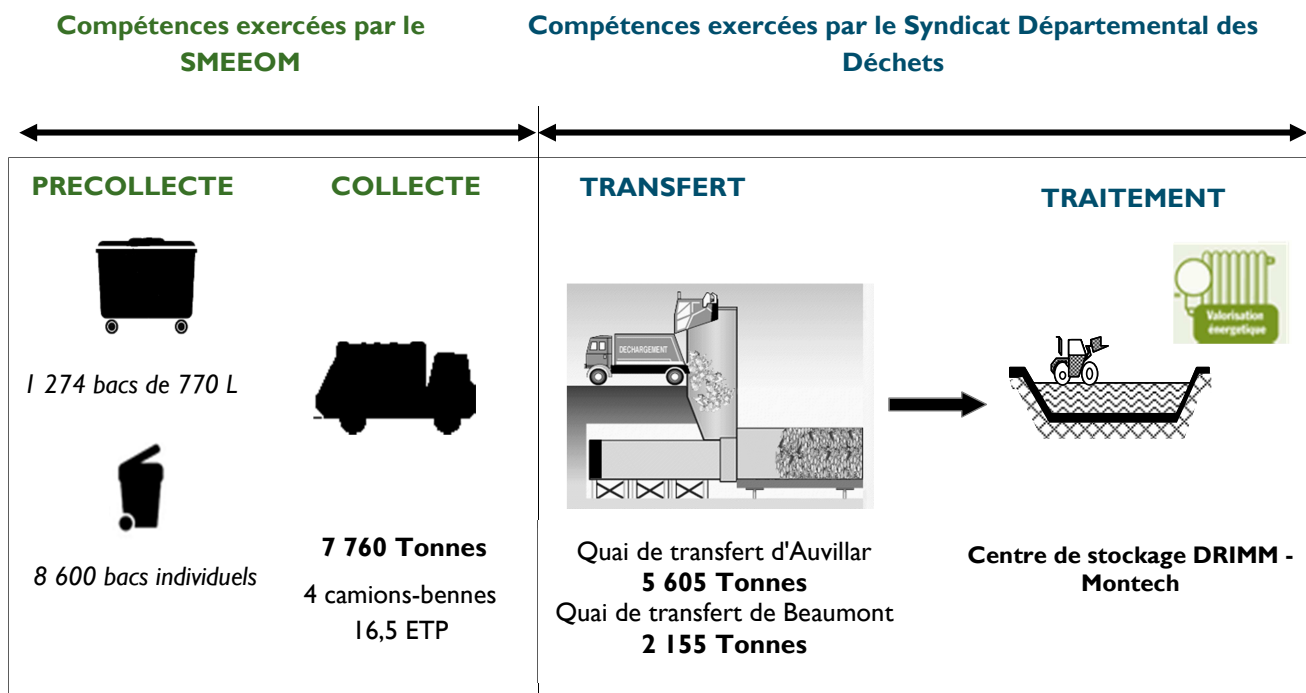 Compétences exercées par le
SMEEOM
Compétences exercées par le Syndicat Départemental des
Déchets
PRECOLLECTE
COLLECTE
TRANSFERT
TRAITEMENT
1 274 bacs de 770 L
8 600 bacs individuels
7 760 Tonnes
4 camions-bennes
16,5 ETP
DECHARGEMENT
Quai de transfert d'Auvillar
5 605 Tonnes
Quai de transfert de Beaumont
2 155 Tonnes
Valorisation
énergetique
Centre de stockage DRIMM -
Montech